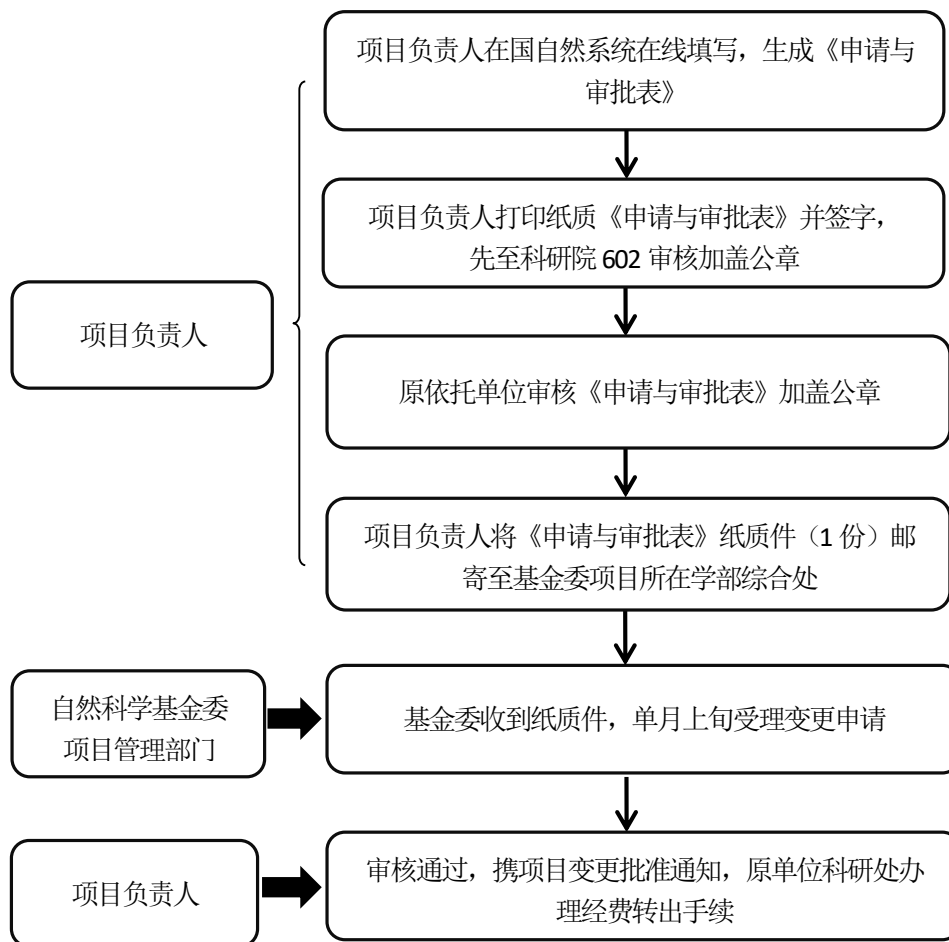 项目负责人在国自然系统在线填写，生成《申请与
审批表》
项目负责人打印纸质《申请与审批表》并签字，
先至科研院 602 审核加盖公章
项目负责人
原依托单位审核《申请与审批表》加盖公章
项目负责人将《申请与审批表》纸质件（1 份）邮
寄至基金委项目所在学部综合处
自然科学基金委
项目管理部门
基金委收到纸质件，单月上旬受理变更申请
项目负责人
审核通过，携项目变更批准通知，原单位科研处办
理经费转出手续